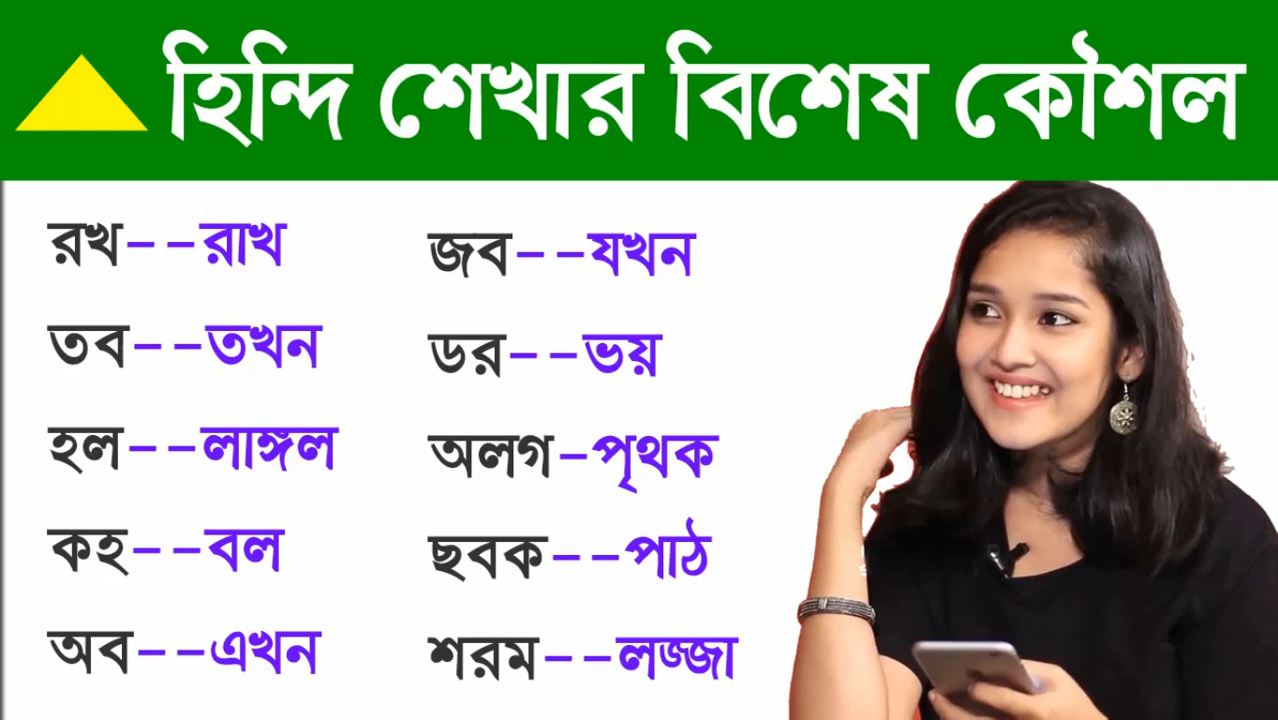 হিন্দি শেখার বিশেষ কৌশল
রখ--রাখ
তব--তখন
হল--লাঙ্গল
কহ--বল
অব--এখন
জব--যখন
ডর--ভয়
অলগ-পৃথক
ছবক--পাঠ
শরম--লজ্জা